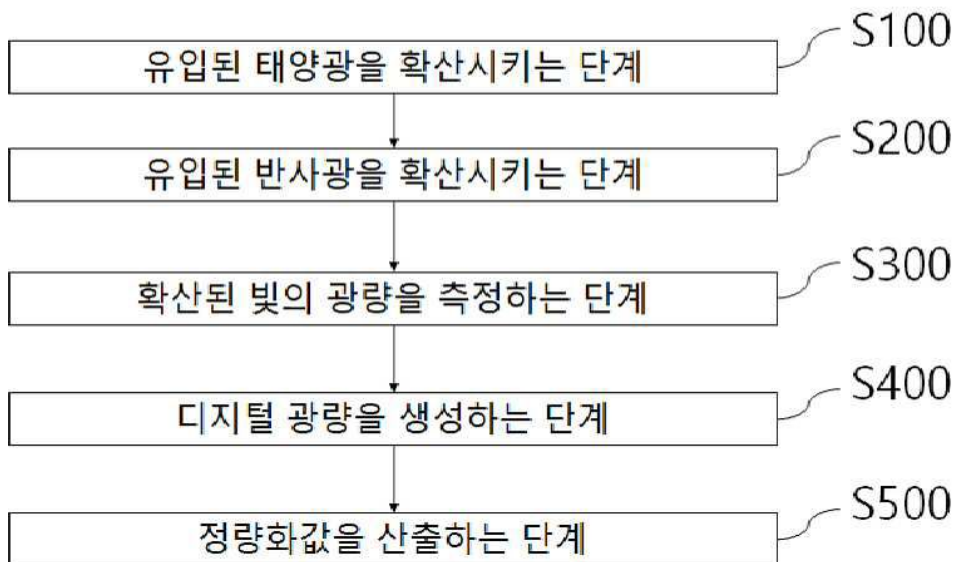 S100
유입된 태양광을 확산시키는 단계
S200
유입된 반사광을 확산시키는 단계
S300
확산된 빛의 광량을 측정하는 단계
S400
디지털 광량을 생성하는 단계
S500
정량화값을 산출하는 단계